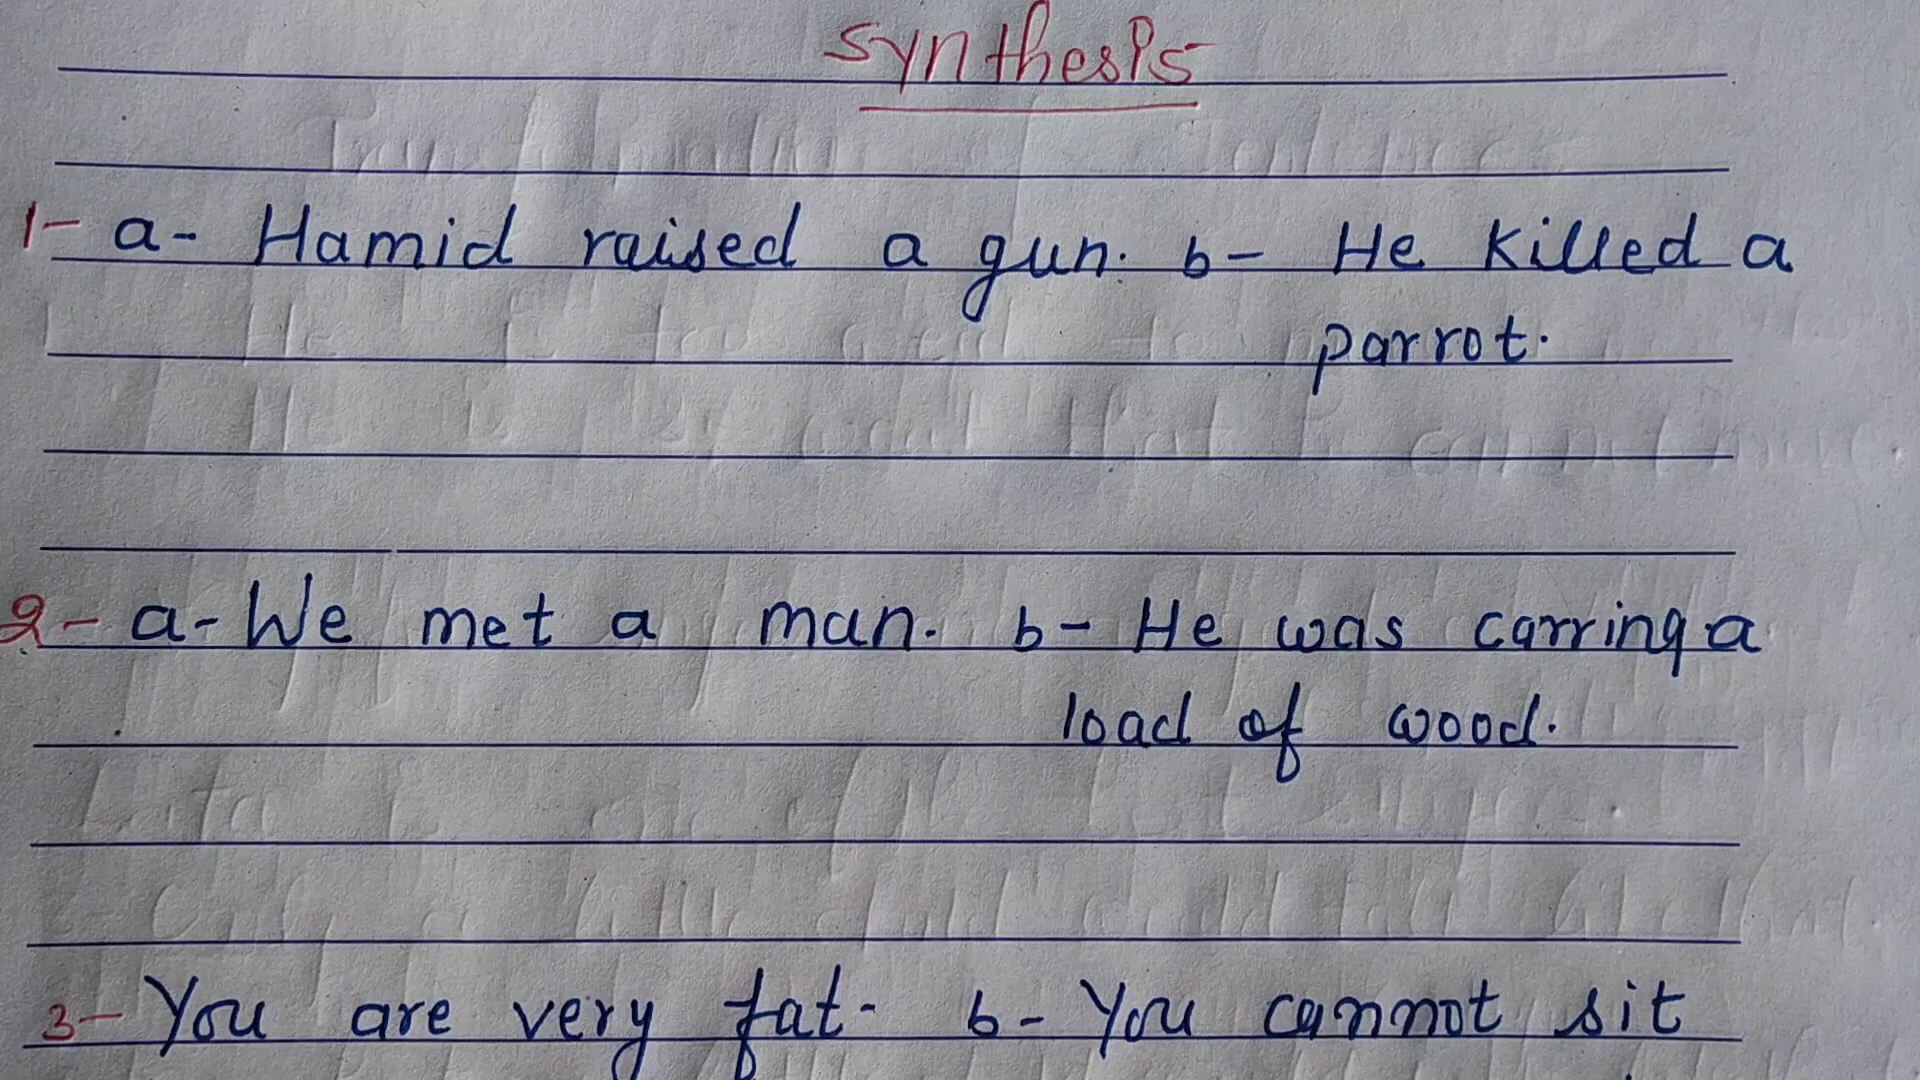 synthesis
1- a- Hamid raised a gun. b- He killed a
parrot.
2- a- We met a man. b- He was carring a
load of wood.
3- You are very fat. b- You cannot sit